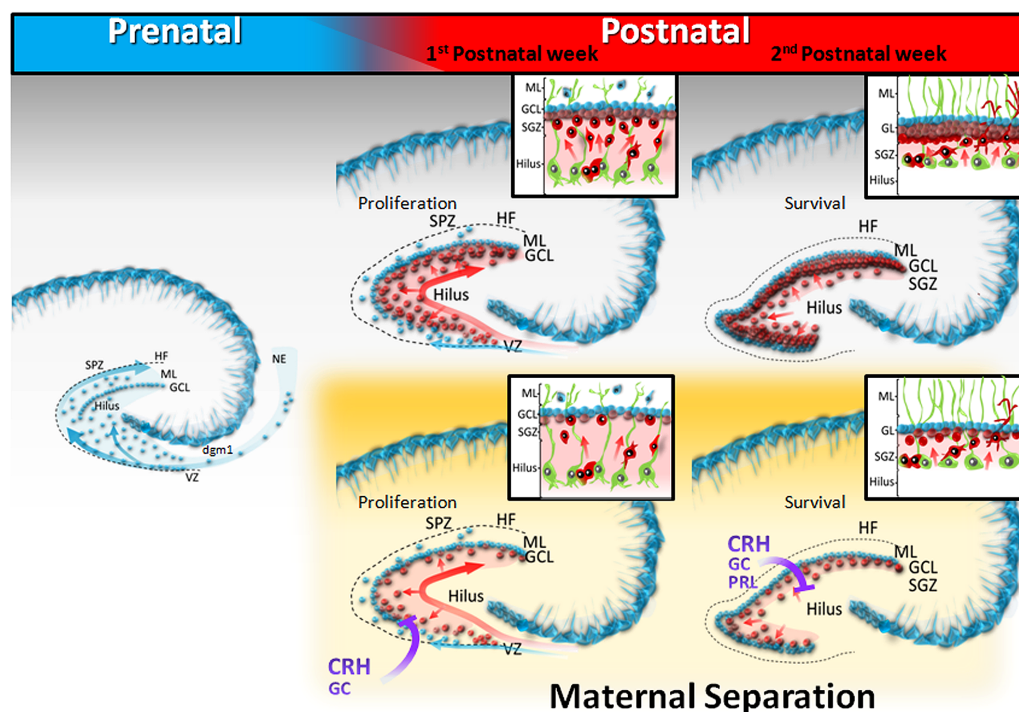 Prenatal
Postnatal
1st Postnatal week
2nd Postnatal week
ML
GCL
SGZ
Hilus
ML
GL
SGZ
Hilus
Proliferation
SPZ
HF
ML
GCL
Hilus
VZ
Survival
HF
ML
GCL
SGZ
Hilus
SPZ
HF
NE
ML
GCL
Hilus
dgm1
VZ
ML
GCL
SGZ
Hilus
ML
GL
SGZ
Hilus
Proliferation
SPZ
HF
ML
GCL
Hilus
VZ
CRH
GC
Survival
HF
CRH
GC
PRL
ML
GCL
SGZ
Hilus
Maternal Separation